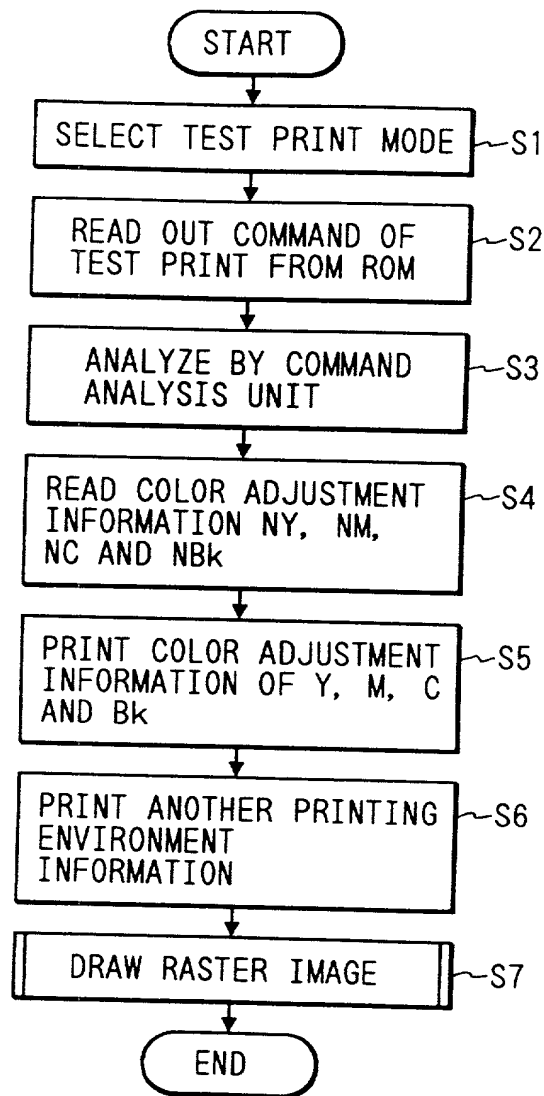 START
SELECT TEST PRINT MODE
S1
READ OUT COMMAND OF
TEST PRINT FROM ROM
S2
ANALYZE BY COMMAND
ANALYSIS UNIT
S3
READ COLOR ADJUSTMENT
INFORMATION NY, NM,
NC AND NBk
S4
PRINT COLOR ADJUSTMENT
INFORMATION OF Y, M, C
AND Bk
S5
PRINT ANOTHER PRINTING
ENVIRONMENT
INFORMATION
S6
DRAW RASTER IMAGE
S7
END